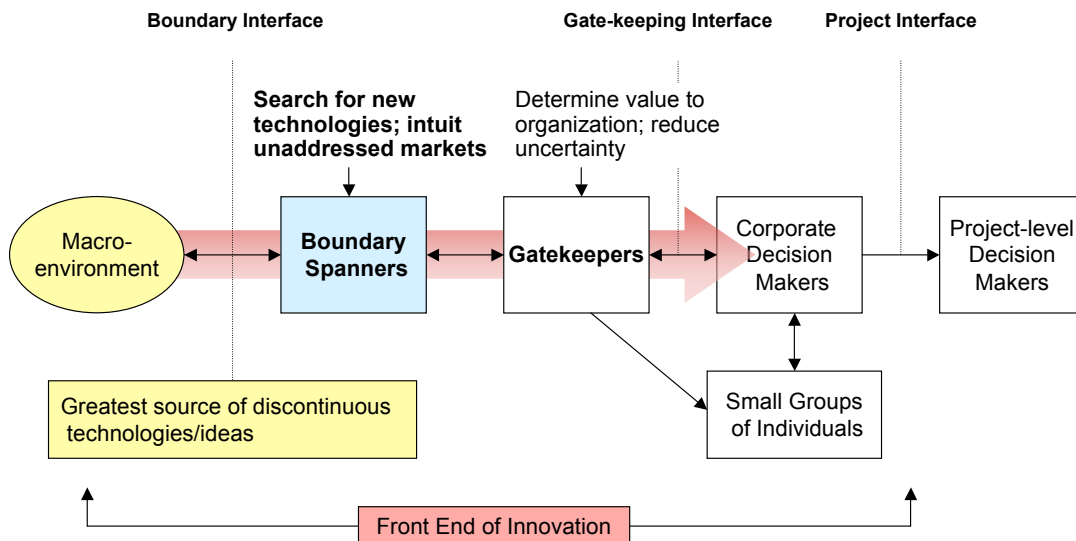 Boundary Interface
Gate-keeping Interface
Project Interface
Search for new
technologies; intuit
unaddressed markets
Determine value to
organization; reduce
uncertainty
Macro-
environment
Boundary
Spanners
Gatekeepers
Corporate
Decision
Makers
Project-level
Decision
Makers
Greatest source of discontinuous
technologies/ideas
Small Groups
of Individuals
Front End of Innovation